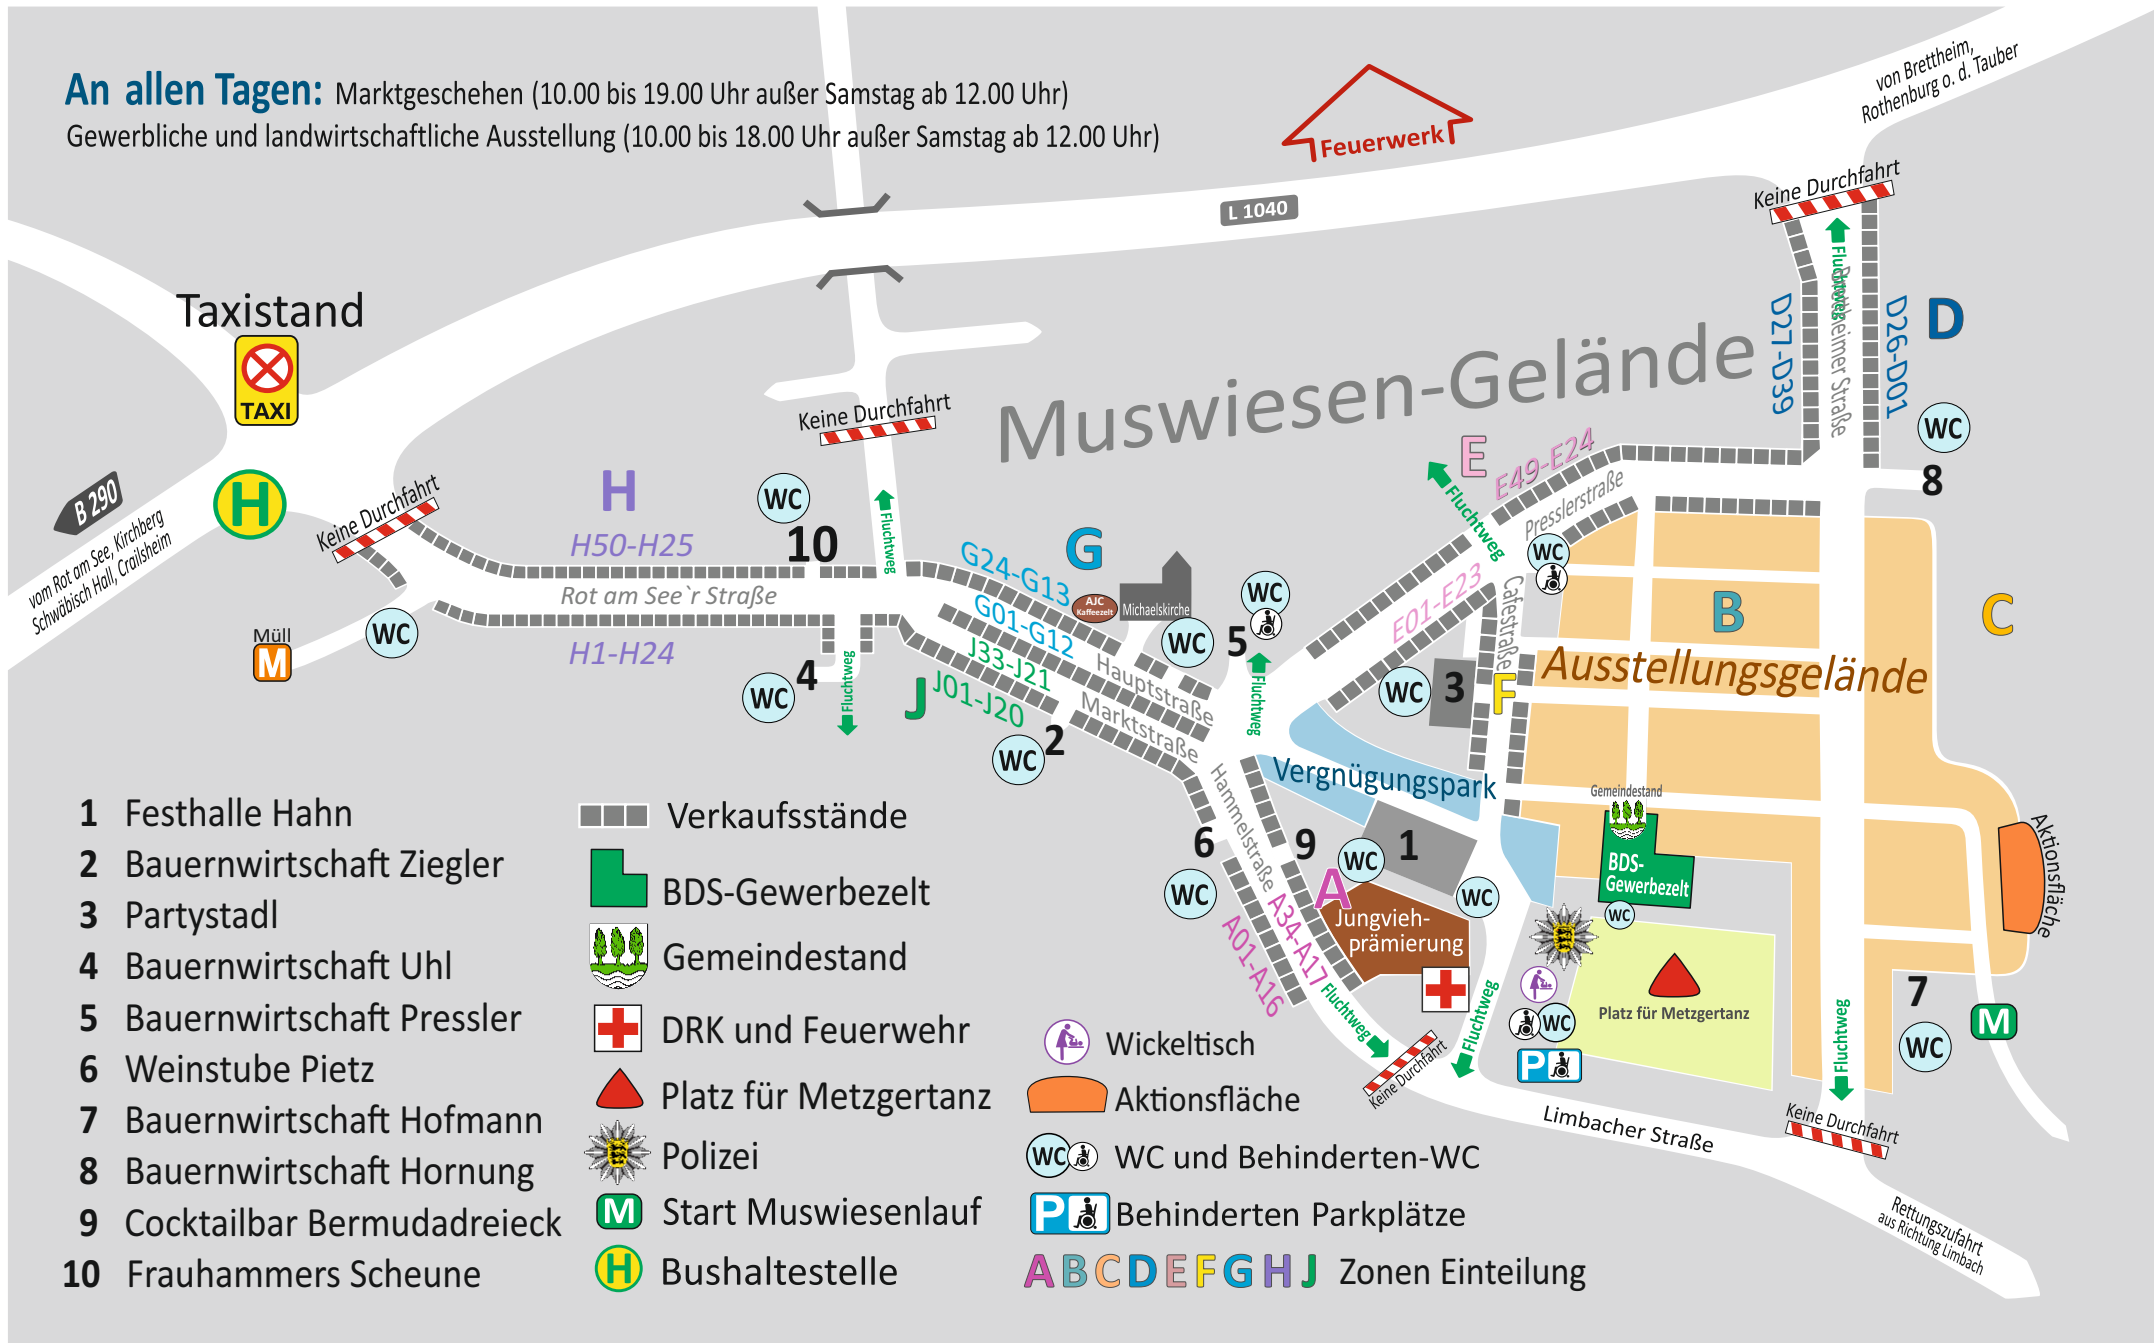 An allen Tagen: Marktgeschehen (10.00 bis 19.00 Uhr außer Samstag ab 12.00 Uhr)
Gewerbliche und landwirtschaftliche Ausstellung (10.00 bis 18.00 Uhr außer Samstag ab 12.00 Uhr)
Feuerwerk
L 1040
von Brettheim,
Rothenburg o. d. Tauber
Keine Durchfahrt
Fluchtweg
Brettheimer Straße
D27-D39
D26-D01
D
WC
8
Taxistand
TAXI
H
B 290
vom Rot am See, Kirchberg
Schwäbisch Hall, Crailsheim
Keine Durchfahrt
Müll
M
WC
H
H50-H25
Rot am See`r Straße
H1-H24
WC
10
Keine Durchfahrt
Fluchtweg
WC
4
Fluchtweg
Muswiesen-Gelände
G
G24-G13
G01-G12
AJC
Kaffeezelt
Michaelskirche
J33-J21
J01-J20
J
Hauptstraße
Marktstraße
WC
2
WC
WC
5
Fluchtweg
E
E49-E24
Presslerstraße
Fluchtweg
E01-E23
WC
Cafestraße
WC
3
F
B
C
Ausstellungsgelände
Vergnügungspark
Hammelstraße
6
WC
9
WC
1
A
A34-A17
A01-A16
Jungvieh-
prämierung
WC
Fluchtweg
Fluchtweg
Keine Durchfahrt
Gemeindestand
BDS-
Gewerbezelt
WC
Platz für Metzgertanz
WC
P
Aktionsfläche
7
WC
M
Fluchtweg
Keine Durchfahrt
Limbacher Straße
Rettungszufahrt
aus Richtung Limbach
1 Festhalle Hahn
2 Bauernwirtschaft Ziegler
3 Partystadl
4 Bauernwirtschaft Uhl
5 Bauernwirtschaft Pressler
6 Weinstube Pietz
7 Bauernwirtschaft Hofmann
8 Bauernwirtschaft Hornung
9 Cocktailbar Bermudadreieck
10 Frauhammers Scheune
Verkaufsstände
BDS-Gewerbezelt
Gemeindestand
DRK und Feuerwehr
Platz für Metzgertanz
Polizei
M Start Muswiesenlauf
H Bushaltestelle
Wickeltisch
Aktionsfläche
WC WC und Behinderten-WC
P Behinderten Parkplätze
A B C D E F G H J Zonen Einteilung